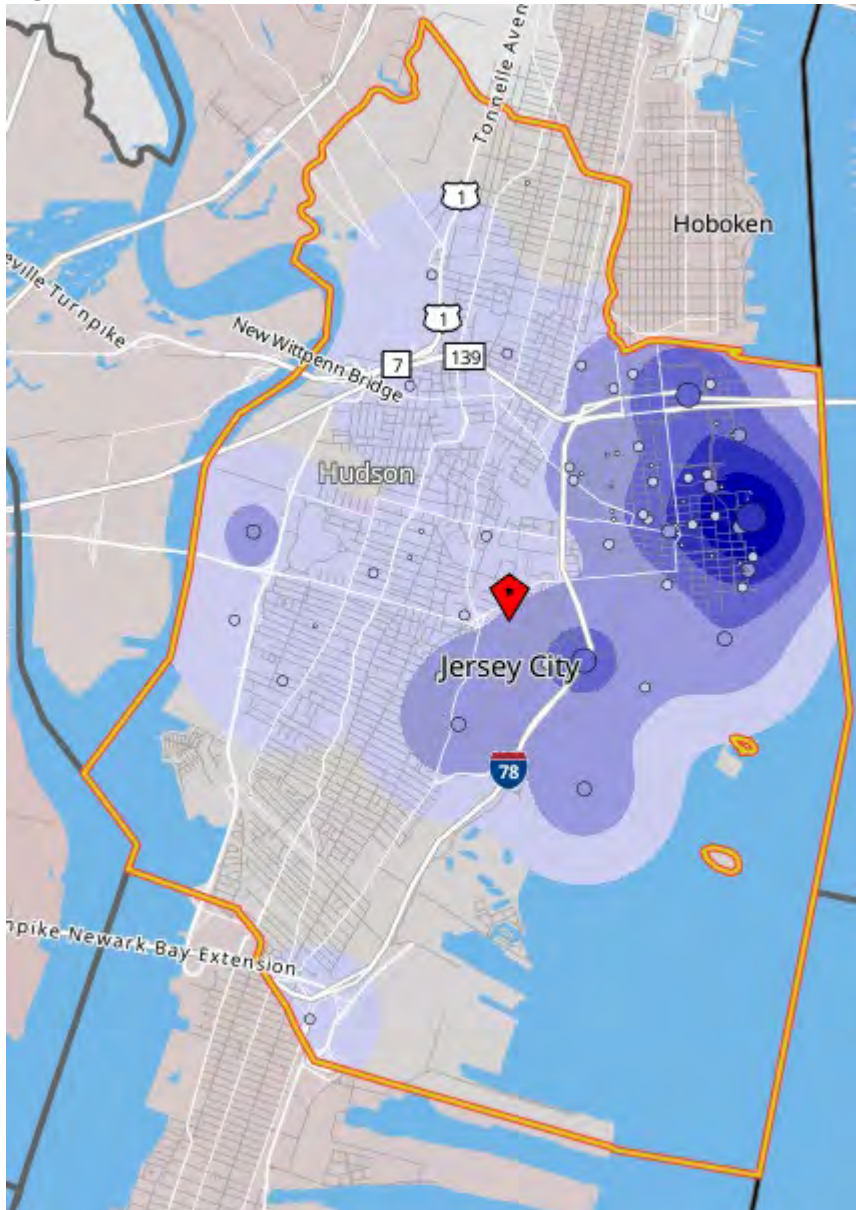 Tonnelle Aven
1
Hoboken
eville Turnpike
1
New Wittpenn Bridge
7
139
Hudson
Jersey City
78
npike Newark Bay Extension